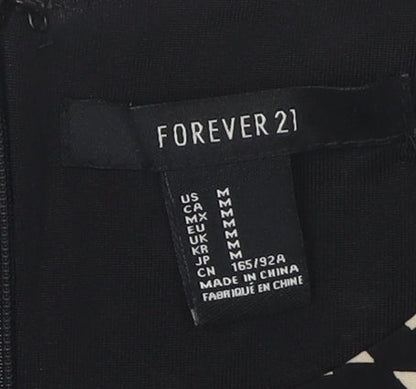 FOREVER 21
US M
CA M
MX M
EU M
UK M
KR M
JP M
CN 165/92A
MADE IN CHINA
FABRIQUÉ EN CHINE